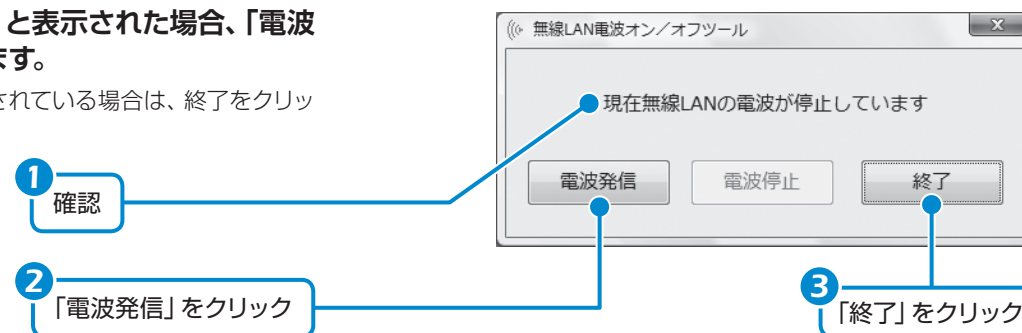 」と表示された場合、「電波
ます。
されている場合は、終了をクリッ
無線LAN電波オン／オフツール
現在無線LANの電波が停止しています
電波発信
電波停止
終了
1
確認
2
「電波発信」をクリック
3
「終了」をクリック